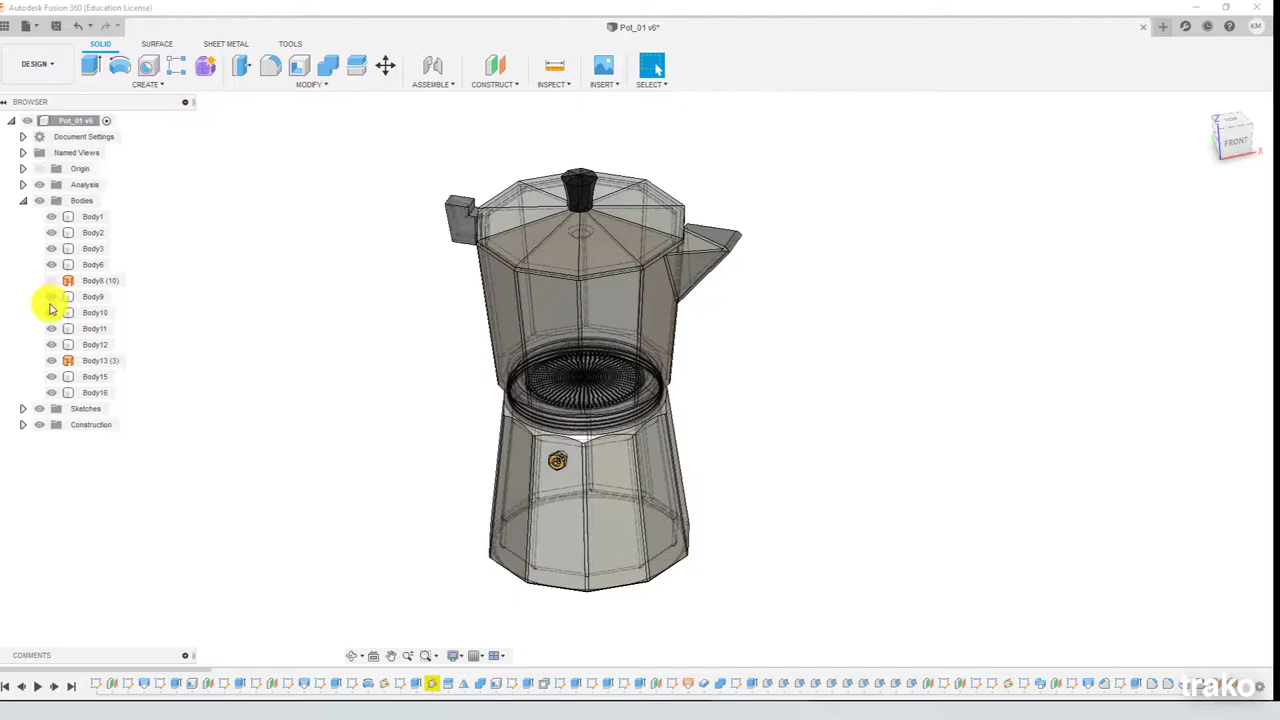 Autodesk Fusion 360 (Education License)
Pot_01 v6*
KM
SOLID SURFACE SHEET METAL TOOLS
DESIGN
CREATE MODIFY ASSEMBLE CONSTRUCT INSPECT INSERT SELECT
BROWSER
Pot_01 v6
Document Settings
Named Views
Origin
Analysis
Bodies
Body1
Body2
Body3
Body6
Body8 (10)
Body9
Body10
Body11
Body12
Body13 (3)
Body15
Body16
Sketches
Construction
Z TOP
FRONT X
COMMENTS
trako